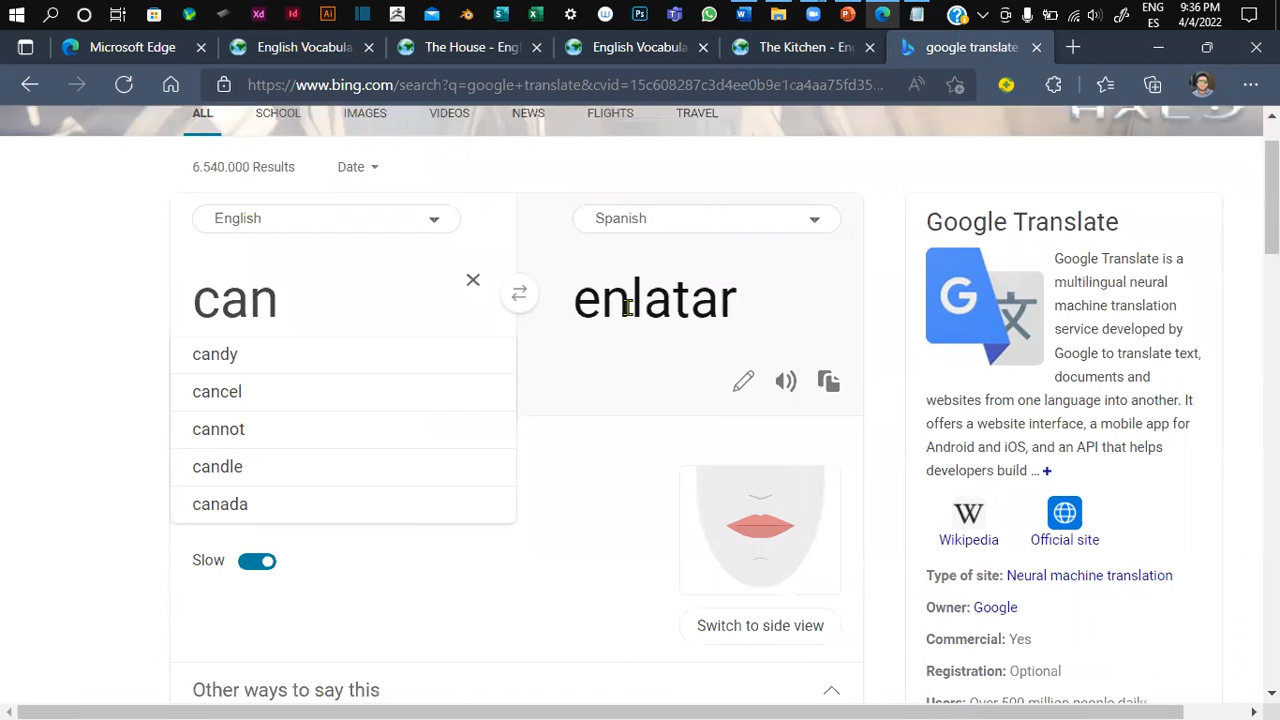 ENG
9:36 PM
ES
4/4/2022
Microsoft Edge
English Vocabula
The House - Engl
English Vocabula
The Kitchen - En
google translate
https://www.bing.com/search?q=google+translate&cvid=15c608287c3d4ee0b9e1ca4aa75fd35...
ALL
SCHOOL
IMAGES
VIDEOS
NEWS
FLIGHTS
TRAVEL
6.540.000 Results
Date
English
Spanish
can
enlatar
candy
cancel
cannot
candle
canada
Slow
Switch to side view
Other ways to say this
Google Translate
Google Translate is a
multilingual neural
machine translation
service developed by
Google to translate text,
documents and
websites from one language into another. It
offers a website interface, a mobile app for
Android and iOS, and an API that helps
developers build ... +
Wikipedia
Official site
Type of site: Neural machine translation
Owner: Google
Commercial: Yes
Registration: Optional
Users: Over 500 million people daily